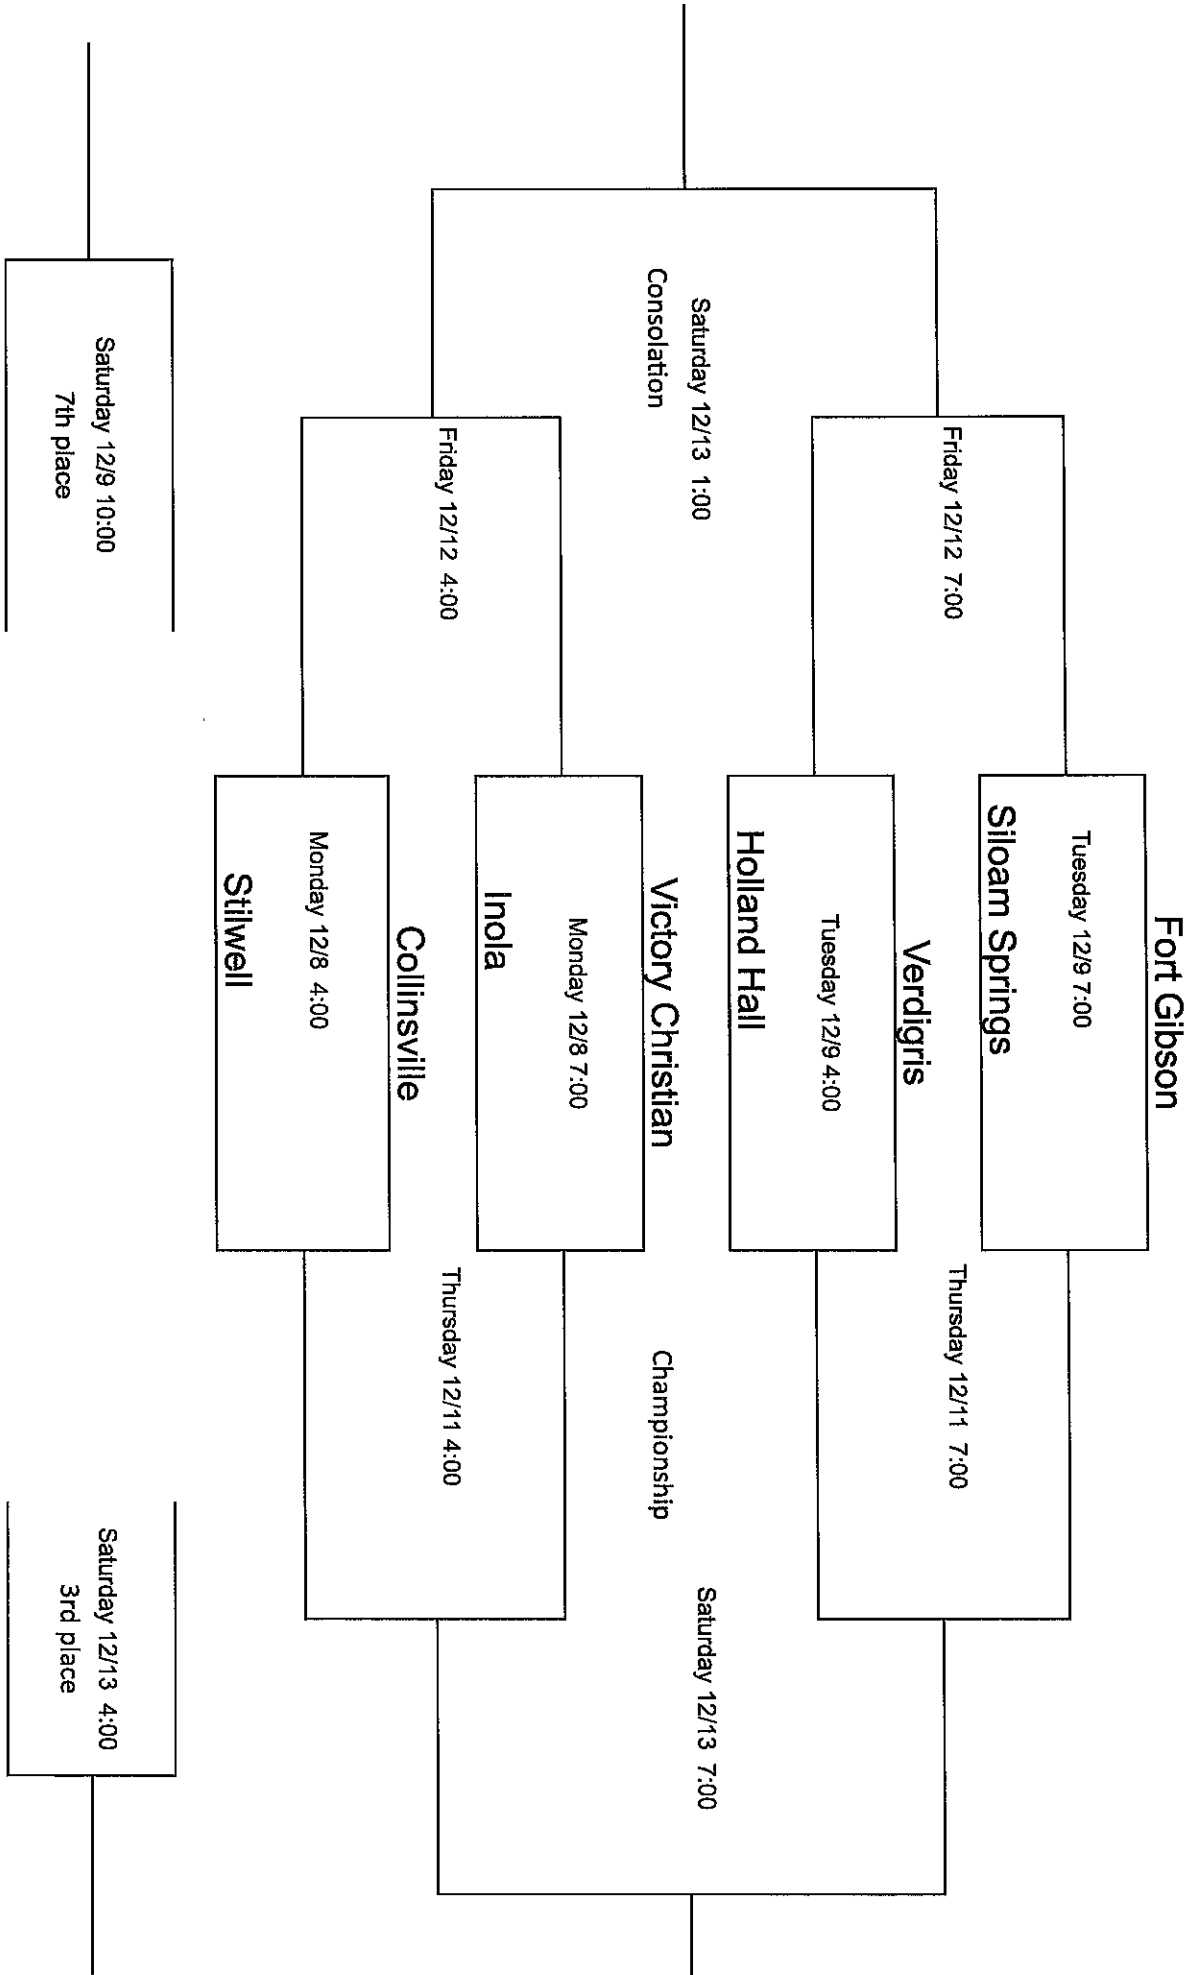 Fort Gibson
Tuesday 12/9 7:00
Siloam Springs
Friday 12/12  7:00
Thursday 12/11  7:00
Verdigris
Tuesday 12/9 4:00
Holland Hall
Saturday 12/13  1:00
Consolation
Saturday 12/13  7:00
Championship
Victory Christian
Monday 12/8 7:00
Inola
Friday 12/12  4:00
Thursday 12/11 4:00
Collinsville
Monday 12/8  4:00
Stilwell
Saturday 12/9 10:00
7th place
Saturday 12/13  4:00
3rd place